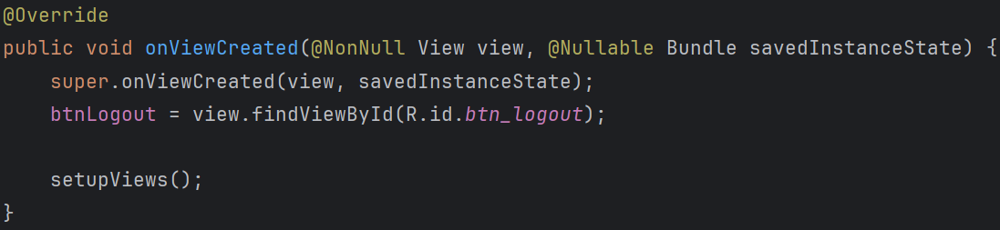 @Override
public void onViewCreated(@NonNull View view, @Nullable Bundle savedInstanceState) {
    super.onViewCreated(view, savedInstanceState);
    btnLogout = view.findViewById(R.id.btn_logout);

    setupViews();
}